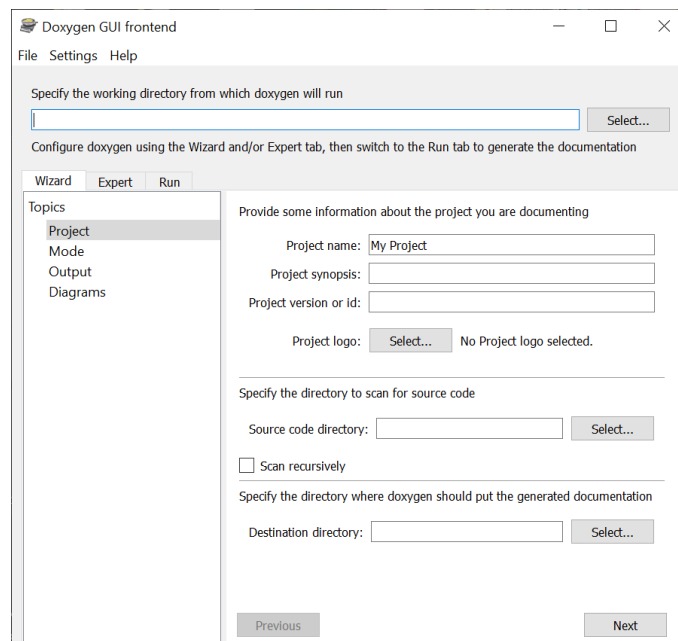 Doxygen GUI frontend
File Settings Help
Specify the working directory from which doxygen will run
Select...
Configure doxygen using the Wizard and/or Expert tab, then switch to the Run tab to generate the documentation
Wizard Expert Run
Topics
Project
Mode
Output
Diagrams
Provide some information about the project you are documenting
Project name: My Project
Project synopsis:
Project version or id:
Project logo: Select... No Project logo selected.
Specify the directory to scan for source code
Source code directory: Select...
Scan recursively
Specify the directory where doxygen should put the generated documentation
Destination directory: Select...
Previous Next